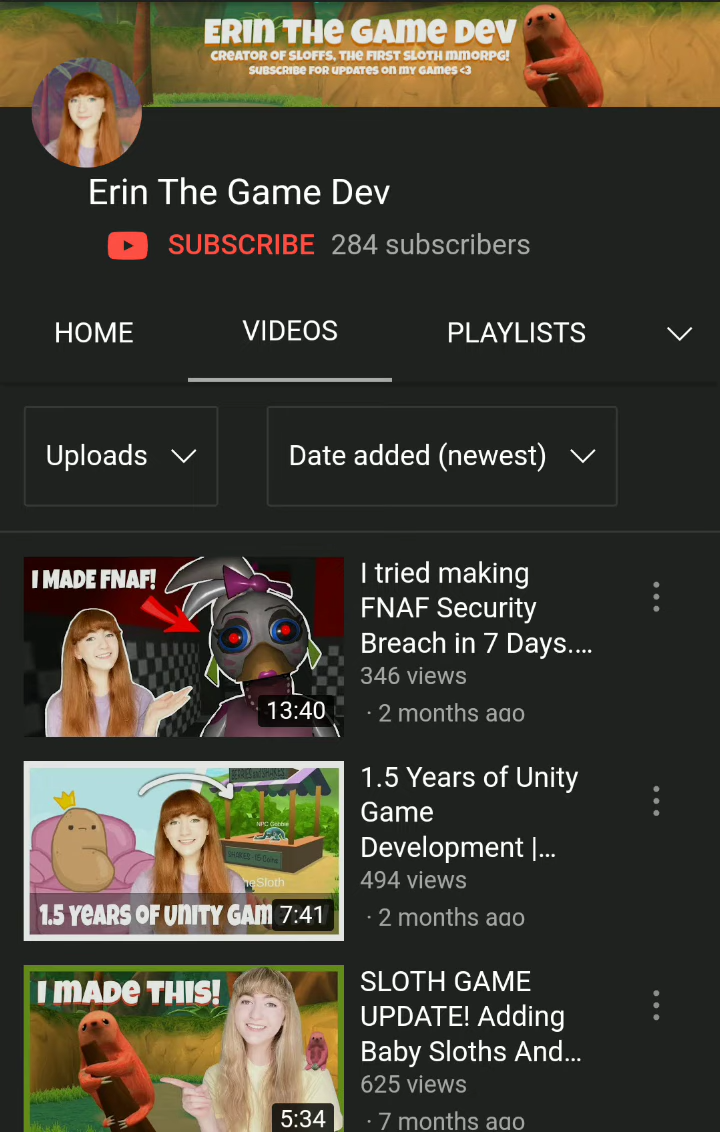 ERIN THE GAME DEV
CREATOR OF SLOFFS, THE FIRST SLOTH MMORPG!
SUBSCRIBE FOR UPDATES ON MY GAMES <3
Erin The Game Dev
SUBSCRIBE 284 subscribers
HOME VIDEOS PLAYLISTS
Uploads Date added (newest)
I MADE FNAF!
13:40
I tried making
FNAF Security
Breach in 7 Days....
346 views
· 2 months ago
NPC Gobbie
heSloth
1.5 YEARS OF UNITY GAM
7:41
1.5 Years of Unity
Game
Development |...
494 views
· 2 months ago
I MADE THIS!
5:34
SLOTH GAME
UPDATE! Adding
Baby Sloths And...
625 views
· 7 months ago